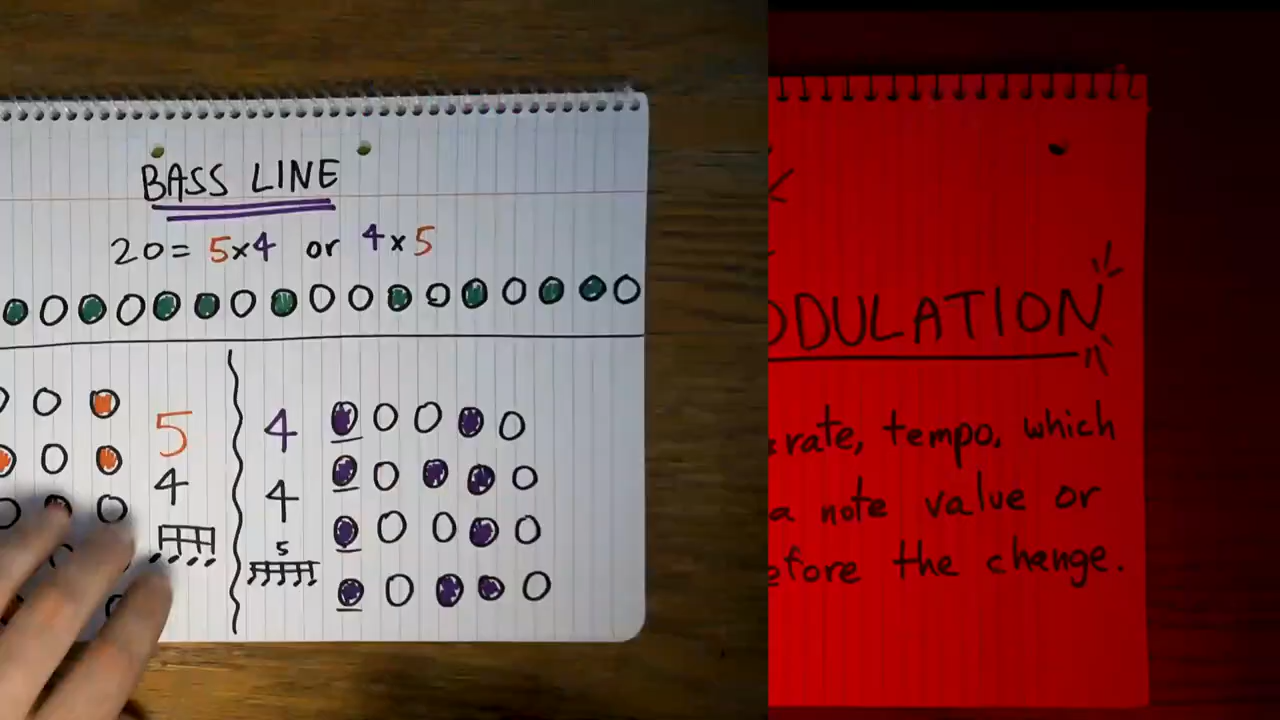 BASS LINE
20 = 5×4 or 4×5
5
4
4
4
5
ODULATION
rate, tempo, which
a note value or
efore the change.